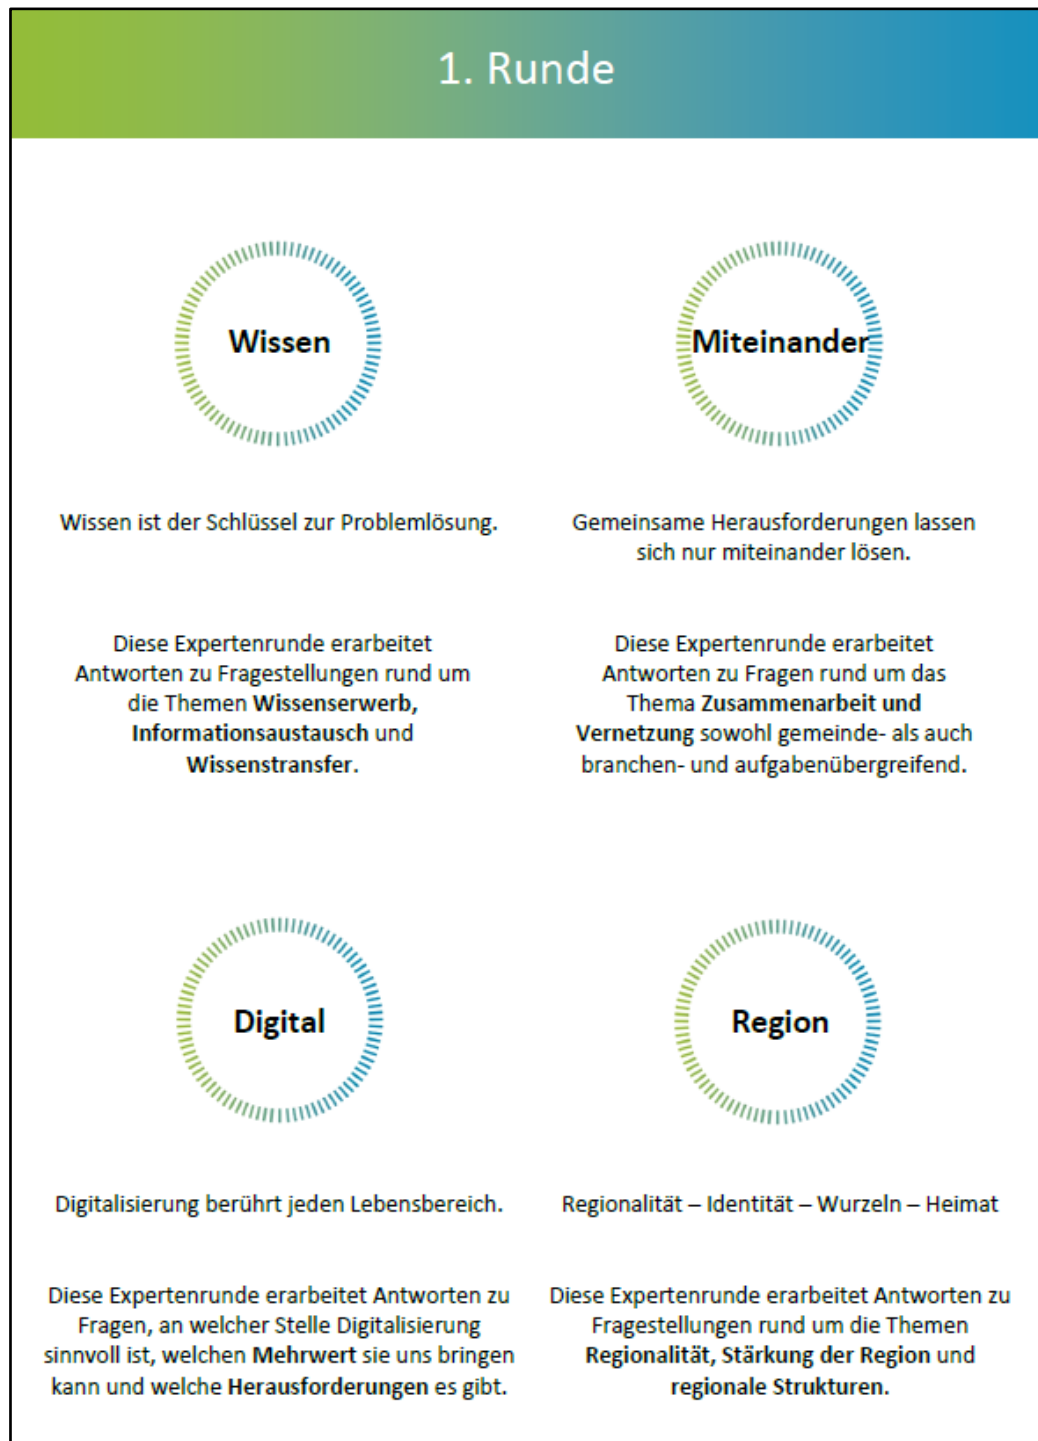 1. Runde
Wissen
Wissen ist der Schlüssel zur Problemlösung.
Diese Expertenrunde erarbeitet
Antworten zu Fragestellungen rund um
die Themen Wissenserwerb,
Informationsaustausch und
Wissenstransfer.
Miteinander
Gemeinsame Herausforderungen lassen
sich nur miteinander lösen.
Diese Expertenrunde erarbeitet
Antworten zu Fragen rund um das
Thema Zusammenarbeit und
Vernetzung sowohl gemeinde- als auch
branchen- und aufgabenübergreifend.
Digital
Digitalisierung berührt jeden Lebensbereich.
Diese Expertenrunde erarbeitet Antworten zu
Fragen, an welcher Stelle Digitalisierung
sinnvoll ist, welchen Mehrwert sie uns bringen
kann und welche Herausforderungen es gibt.
Region
Regionalität – Identität – Wurzeln – Heimat
Diese Expertenrunde erarbeitet Antworten zu
Fragestellungen rund um die Themen
Regionalität, Stärkung der Region und
regionale Strukturen.